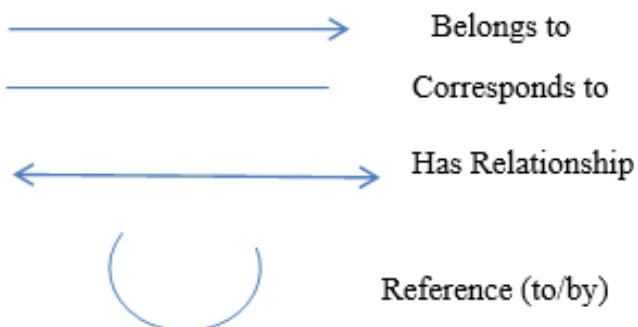 Belongs to
Corresponds to
Has Relationship
Reference (to/by)